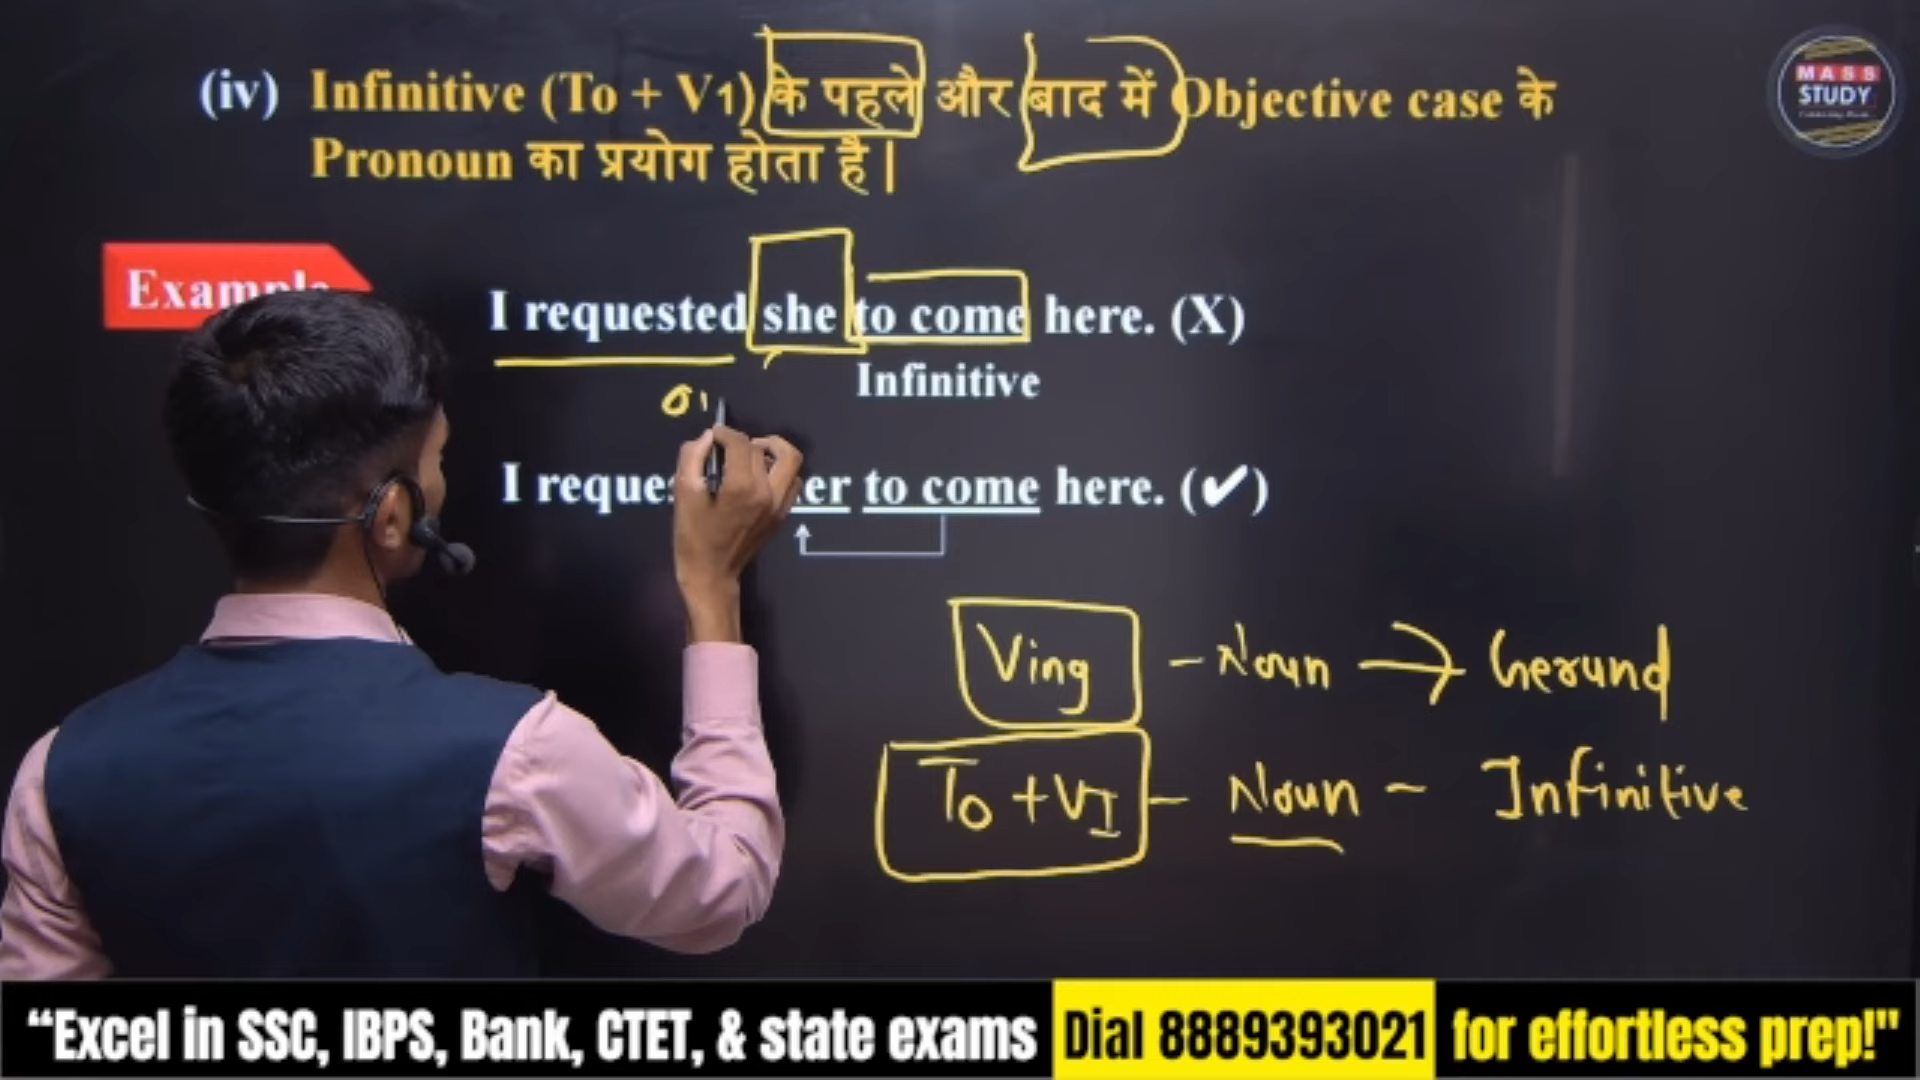 (iv) Infinitive (To + V1) के पहले और बाद में Objective case के
Pronoun का प्रयोग होता है |
MASS
STUDY
Example
I requested she to come here. (X)
Infinitive
I reque er to come here. (✔)
Ving - Noun → Gerund
To + VI - Noun - Infinitive
“Excel in SSC, IBPS, Bank, CTET, & state exams Dial 8889393021 for effortless prep!"